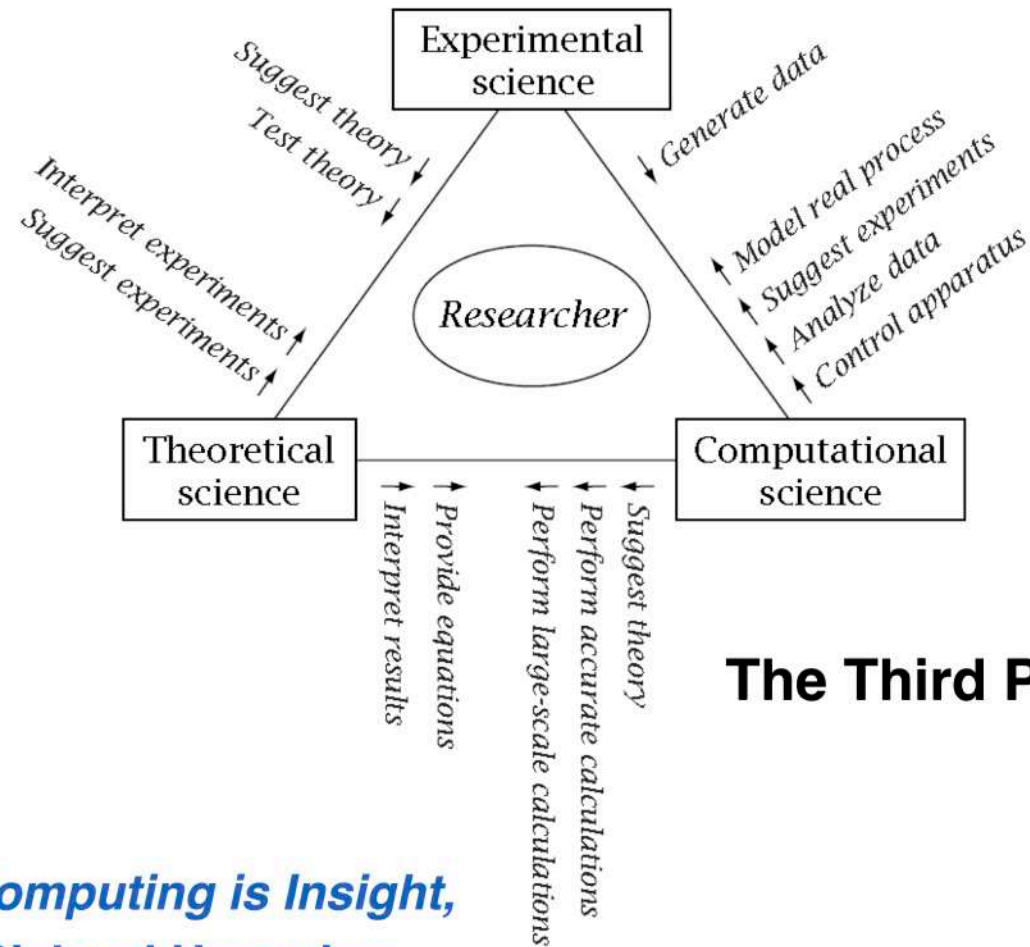 Experimental
science
Suggest theory
Test theory
Interpret experiments
Suggest experiments
Generate data
Model real process
Suggest experiments
Analyze data
Control apparatus
Researcher
Theoretical
science
Computational
science
Interpret results
Provide equations
Perform large-scale calculations
Perform accurate calculations
Suggest theory
The Third
omputing is Insight,